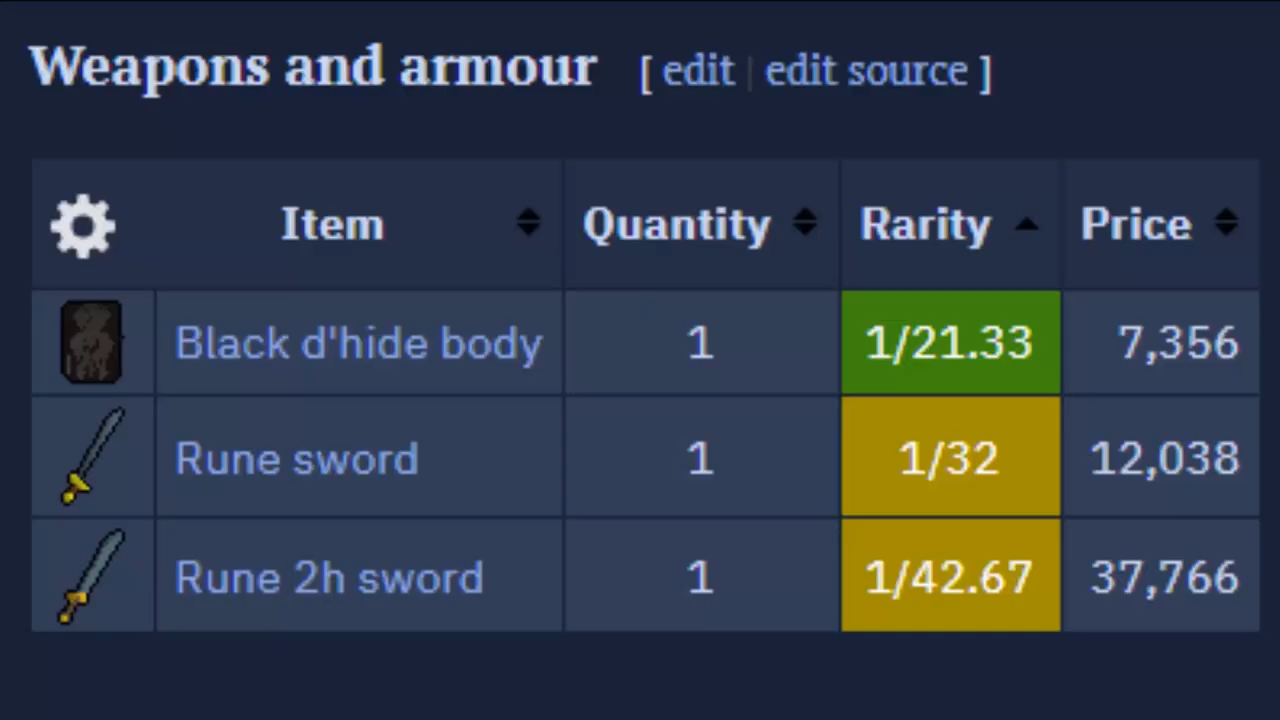 Weapons and armour [ edit | edit source ]
Item Quantity Rarity Price
Black d'hide body 1 1/21.33 7,356
Rune sword 1 1/32 12,038
Rune 2h sword 1 1/42.67 37,766